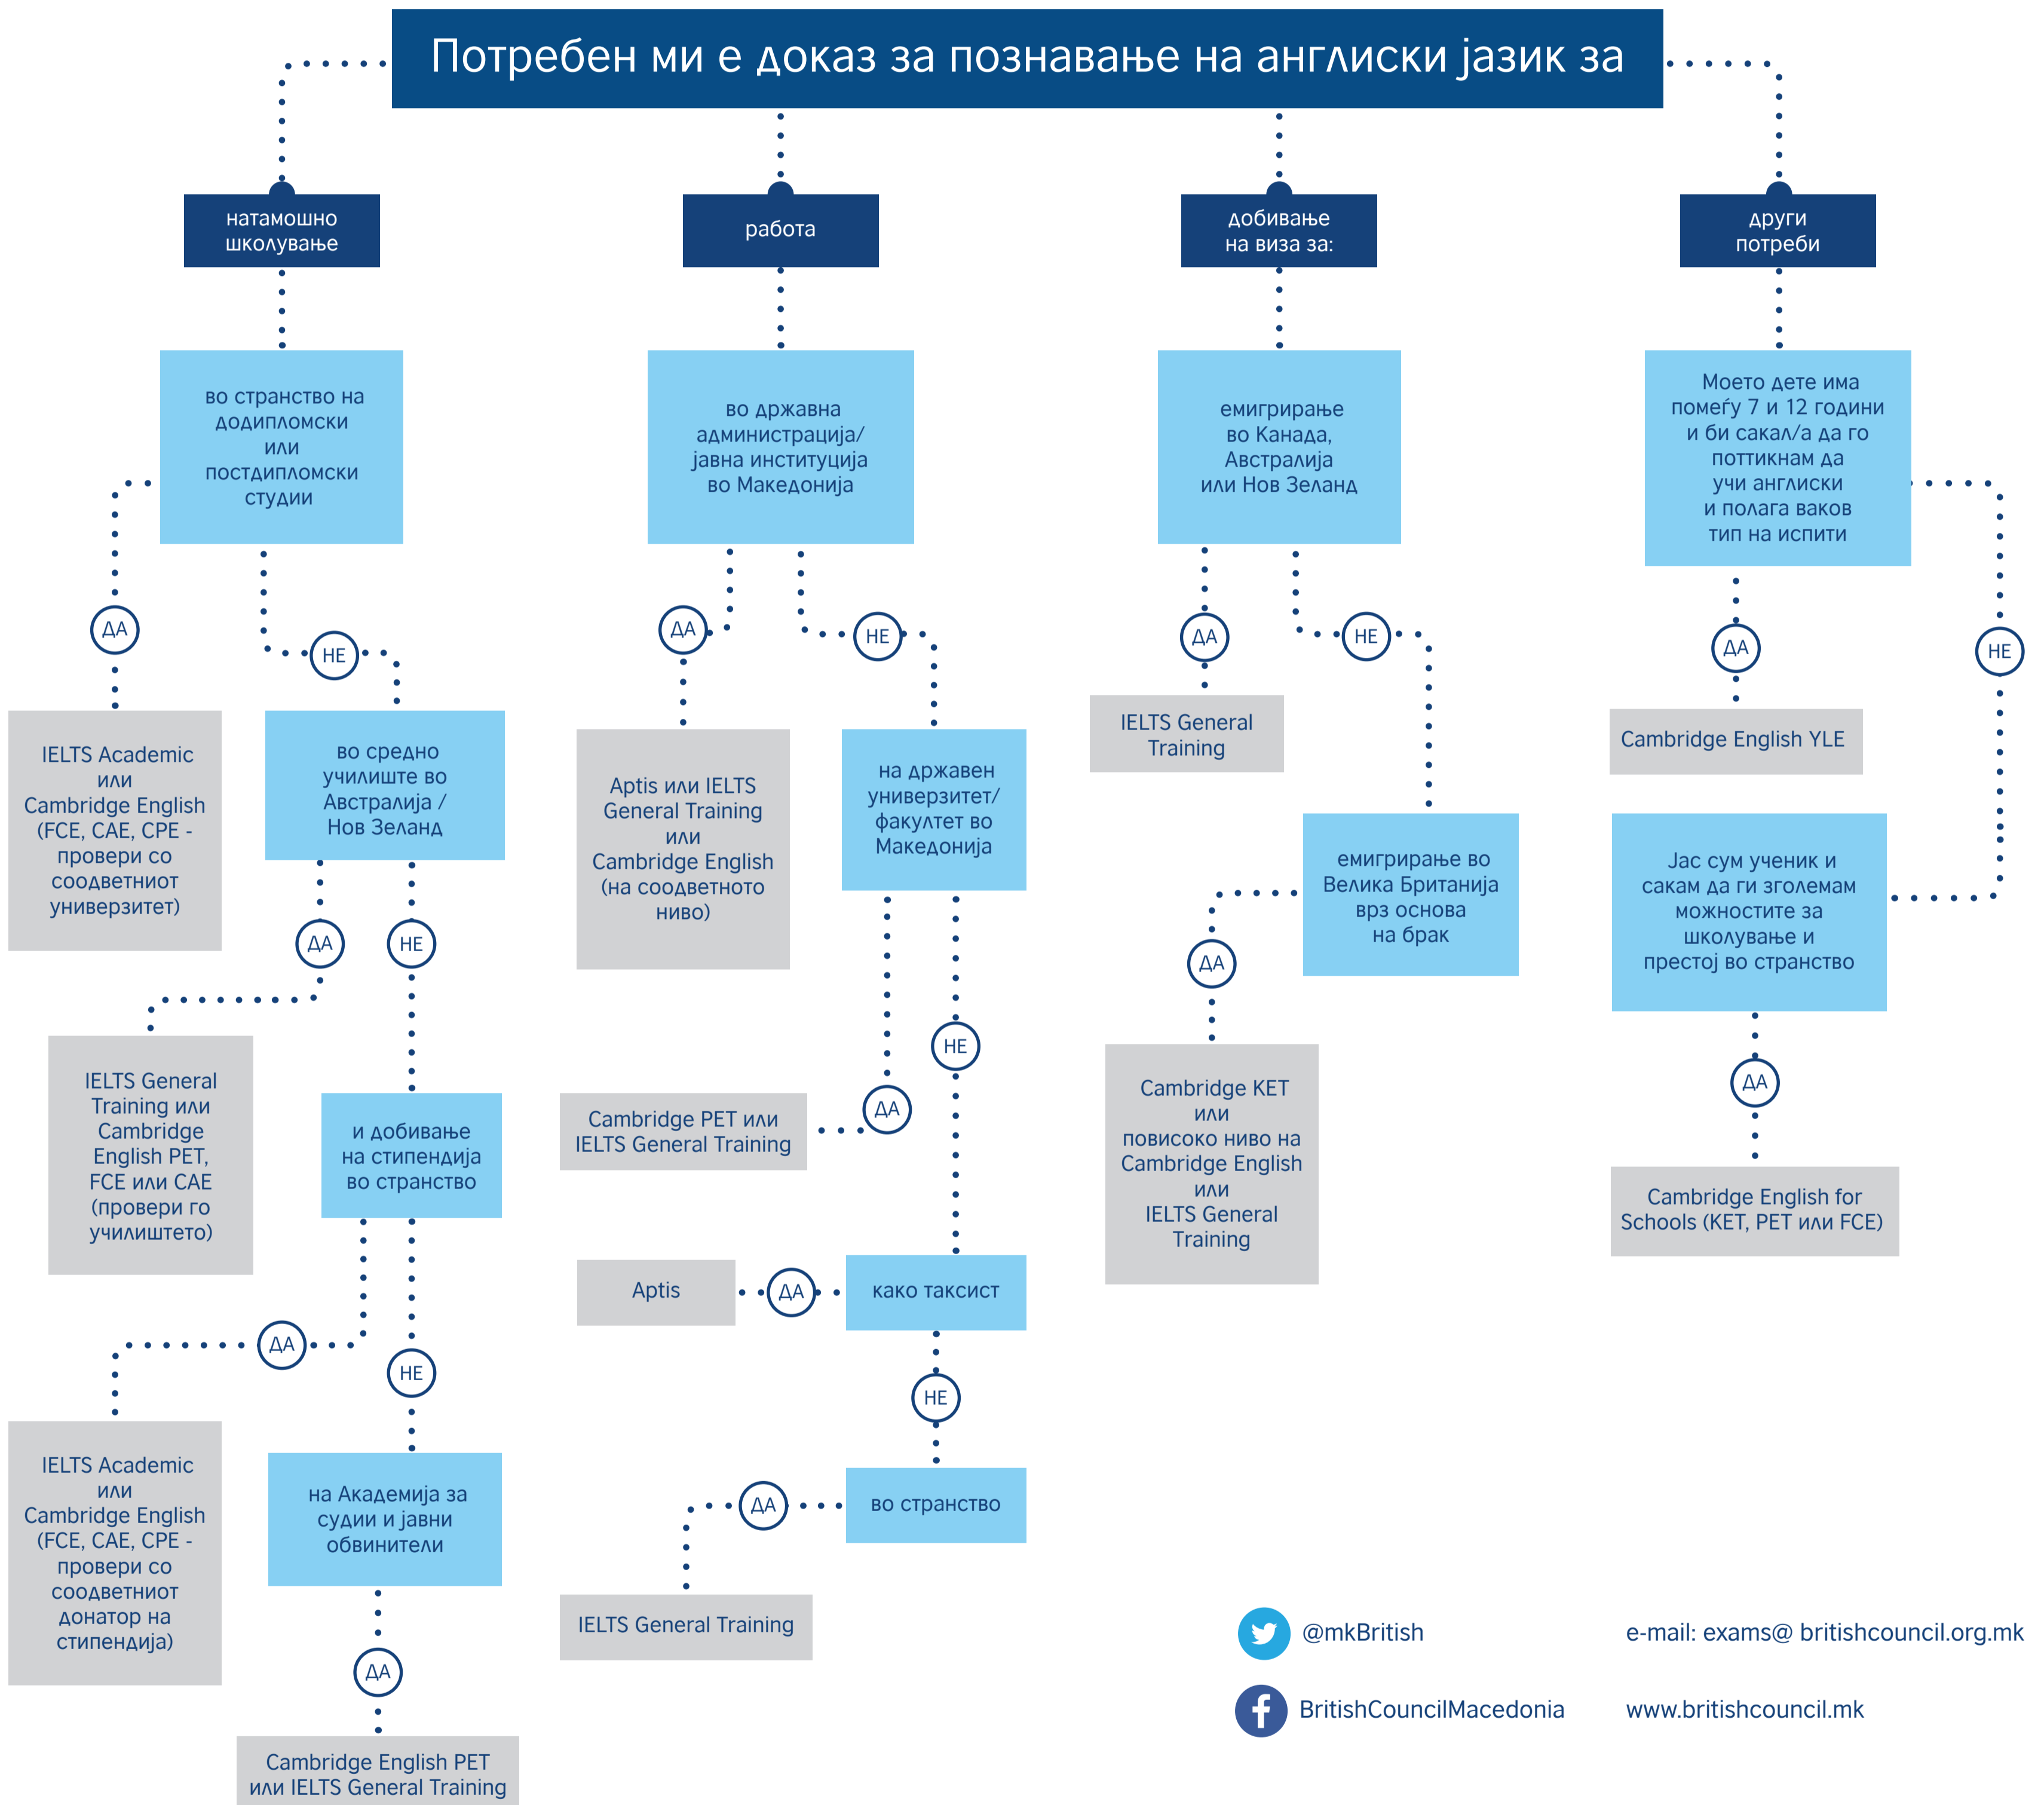 Потребен ми е доказ за познавање на англиски јазик за
натамошно
школување
во странство на
додипломски
или
постдипломски
студии
ДА
НЕ
IELTS Academic
или
Cambridge English
(FCE, CAE, CPE -
провери со
соодветниот
универзитет)
во средно
училиште во
Австралија /
Нов Зеланд
ДА
НЕ
IELTS General
Training или
Cambridge
English PET,
FCE или CAE
(провери го
училиштето)
и добивање
на стипендија
во странство
ДА
НЕ
IELTS Academic
или
Cambridge English
(FCE, CAE, CPE -
провери со
соодветниот
донатор на
стипендија)
на Академија за
судии и јавни
обвинители
ДА
Cambridge English PET
или IELTS General Training
работа
во државна
администрација/
јавна институција
во Македонија
ДА
НЕ
Aptis или IELTS
General Training
или
Cambridge English
(на соодветното
ниво)
на државен
универзитет/
факултет во
Македонија
НЕ
ДА
Cambridge PET или
IELTS General Training
како таксист
ДА
Aptis
НЕ
во странство
ДА
IELTS General Training
добивање
на виза за:
емигрирање
во Канада,
Австралија
или Нов Зеланд
ДА
НЕ
IELTS General
Training
емигрирање во
Велика Британија
врз основа
на брак
ДА
Cambridge KET
или
повисоко ниво на
Cambridge English
или
IELTS General
Training
други
потреби
Моето дете има
помеѓу 7 и 12 години
и би сакал/а да го
поттикнам да
учи англиски
и полага ваков
тип на испити
ДА
НЕ
Cambridge English YLE
Јас сум ученик и
сакам да ги зголемам
можностите за
школување и
престој во странство
ДА
Cambridge English for
Schools (KET, PET или FCE)
@mkBritish
e-mail: exams@ britishcouncil.org.mk
BritishCouncilMacedonia
www.britishcouncil.mk